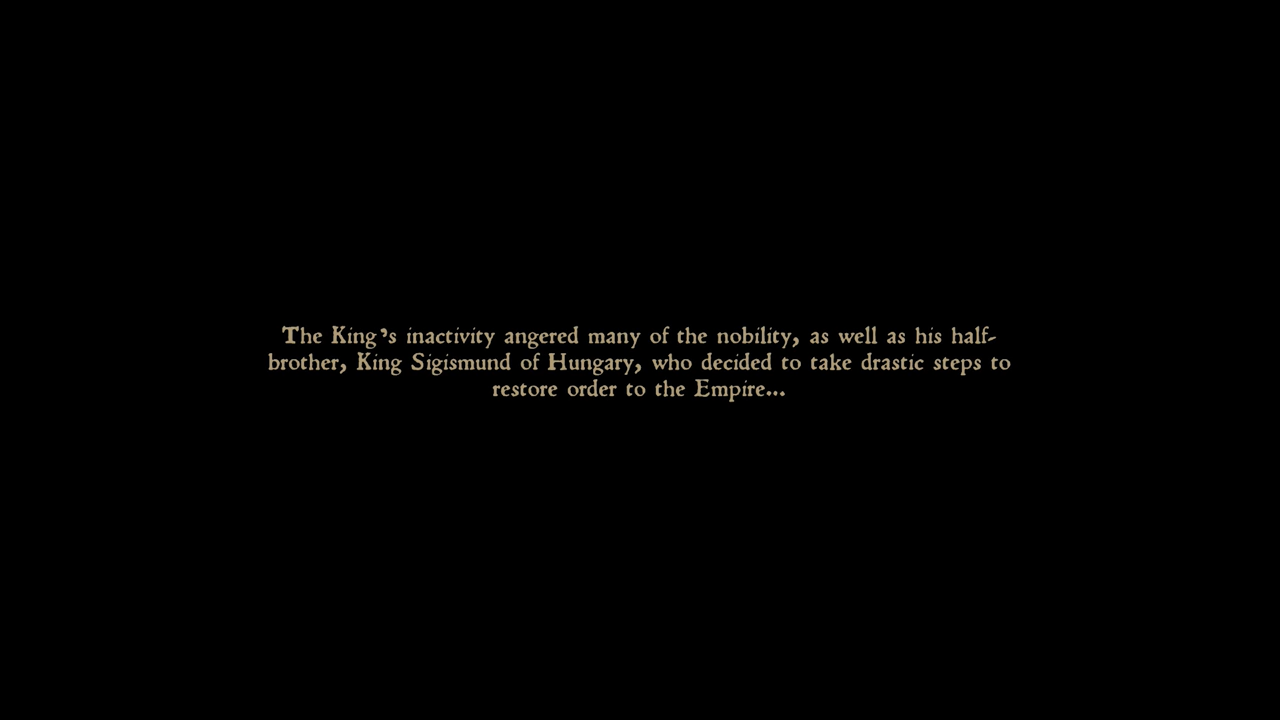 The King's inactivity angered many of the nobility, as well as his half-
brother, King Sigismund of Hungary, who decided to take drastic steps to
restore order to the Empire...